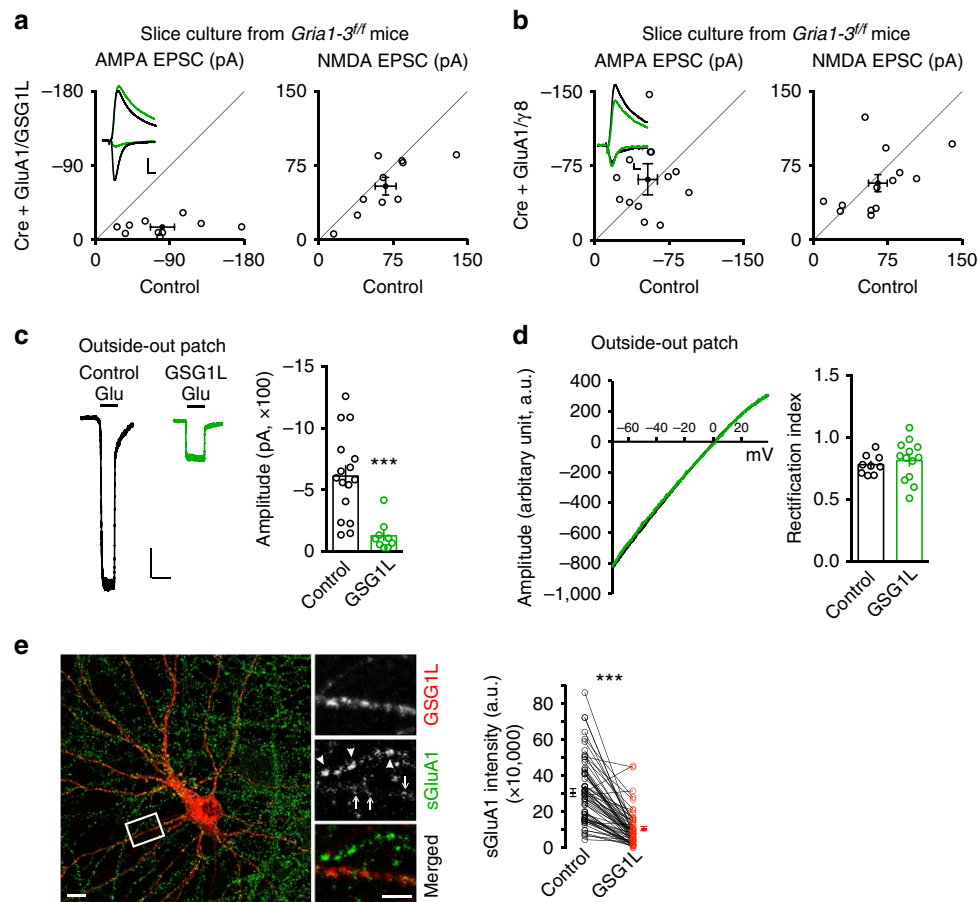 a
Slice culture from Gria1-3f/f mice
AMPA EPSC (pA)
NMDA EPSC (pA)
Cre + GluA1/GSG1L
–180
–90
0
0
–90
–180
150
75
0
0
75
150
Control
Control
b
Slice culture from Gria1-3f/f mice
AMPA EPSC (pA)
NMDA EPSC (pA)
Cre + GluA1/γ8
–150
–75
0
0
–75
–150
150
75
0
0
75
150
Control
Control
c
Outside-out patch
Control
GSG1L
Glu
Glu
Amplitude (pA, ×100)
–15
–10
–5
0
***
Control
GSG1L
d
Outside-out patch
Amplitude (arbitary unit, a.u.)
400
200
0
–200
–400
–600
–800
–1,000
–60
–40
–20
0
20
mV
Rectification index
1.5
1.0
0.5
0.0
Control
GSG1L
e
GSG1L
sGluA1
Merged
sGluA1 intensity (a.u.)
(×10,000)
80
60
40
20
0
***
Control
GSG1L